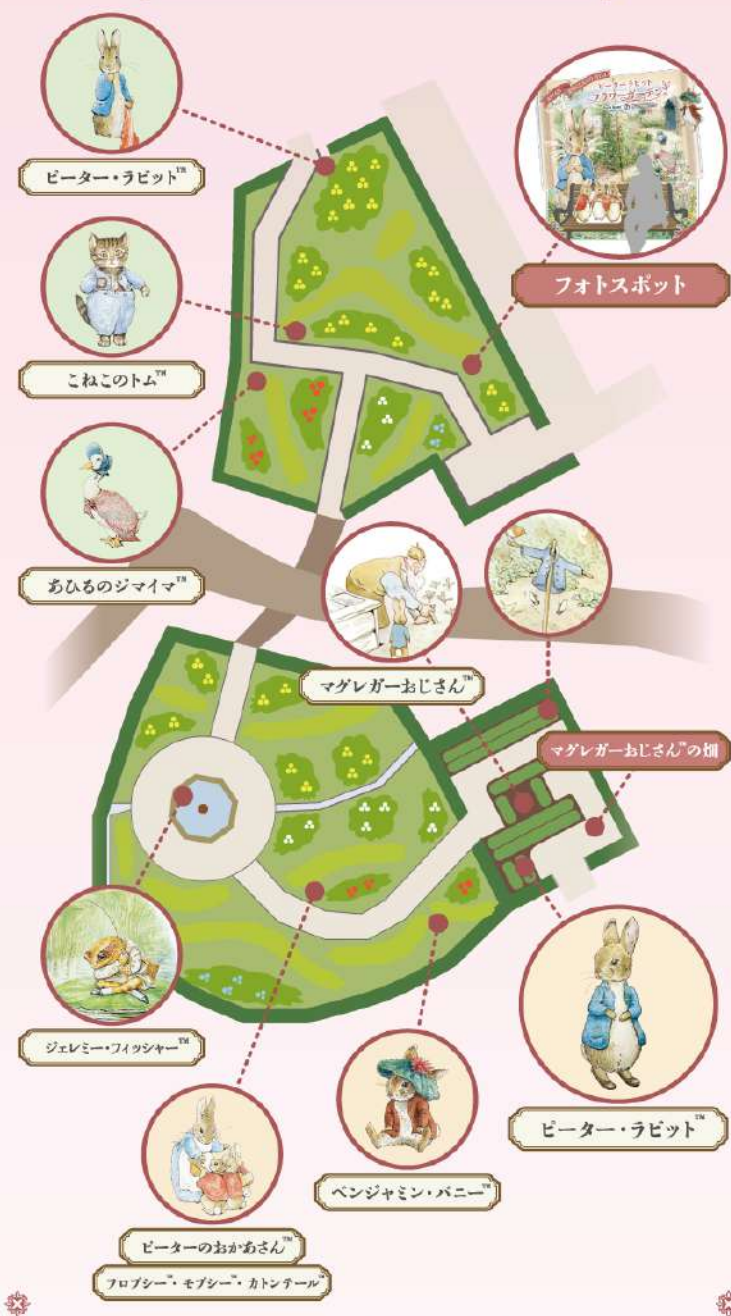 ピーター・ラビット™
フォトスポット
こねこのトム™
あひるのジマイマ™
マグレガーおじさん™
マグレガーおじさん™の畑
ジェレミー・フィッシャー™
ピーター・ラビット™
ベンジャミン・バニー™
ピーターのおかあさん™
フロプシー™・モプシー™・カトンテール™